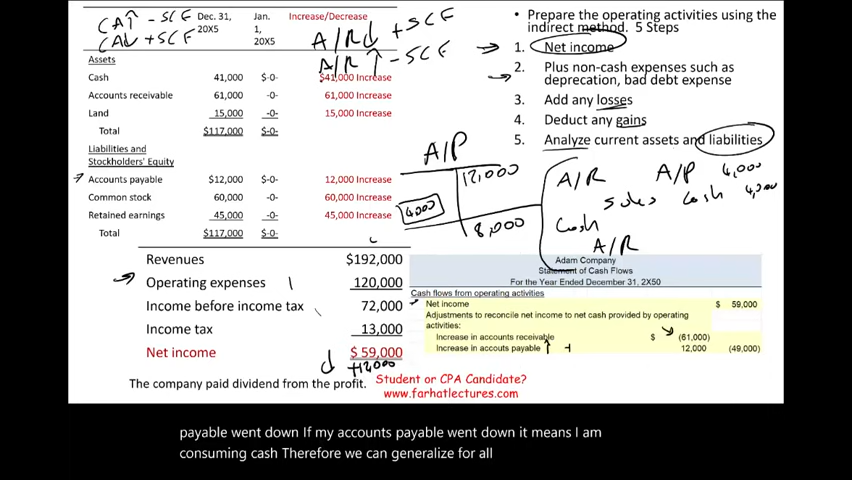 CA↑ - SCF
CA↓ + SCF
Dec. 31, 20X5
Jan. 1, 20X5
Increase/Decrease
A/R↓ + SCF
A/R ↑ - SCF
Assets
Cash 41,000 $-0- $41,000 Increase
Accounts receivable 61,000 -0- 61,000 Increase
Land 15,000 -0- 15,000 Increase
Total $117,000 $-0-
Liabilities and
Stockholders' Equity
Accounts payable $12,000 -0- 12,000 Increase
Common stock 60,000 -0- 60,000 Increase
Retained earnings 45,000 -0- 45,000 Increase
Total $117,000 $-0-
• Prepare the operating activities using the
indirect method. 5 Steps
1. Net income
2. Plus non-cash expenses such as
deprecation, bad debt expense
3. Add any losses
4. Deduct any gains
5. Analyze current assets and liabilities
A/P
12,000
4000
8,000
A/R
Sales
Cash
A/R
A/P 4,000
Cash 4,000
Revenues $192,000
Operating expenses 120,000
Income before income tax 72,000
Income tax 13,000
Net income $ 59,000
+12,000
The company paid dividend from the profit.
Adam Company
Statement of Cash Flows
For the Year Ended December 31, 2X50
Cash flows from operating activities
Net income $ 59,000
Adjustments to reconcile net income to net cash provided by operating
activities:
Increase in accounts receivable $ (61,000)
Increase in accouts payable ↑ + 12,000 (49,000)
Student or CPA Candidate?
www.farhatlectures.com
payable went down If my accounts payable went down it means I am
consuming cash Therefore we can generalize for all